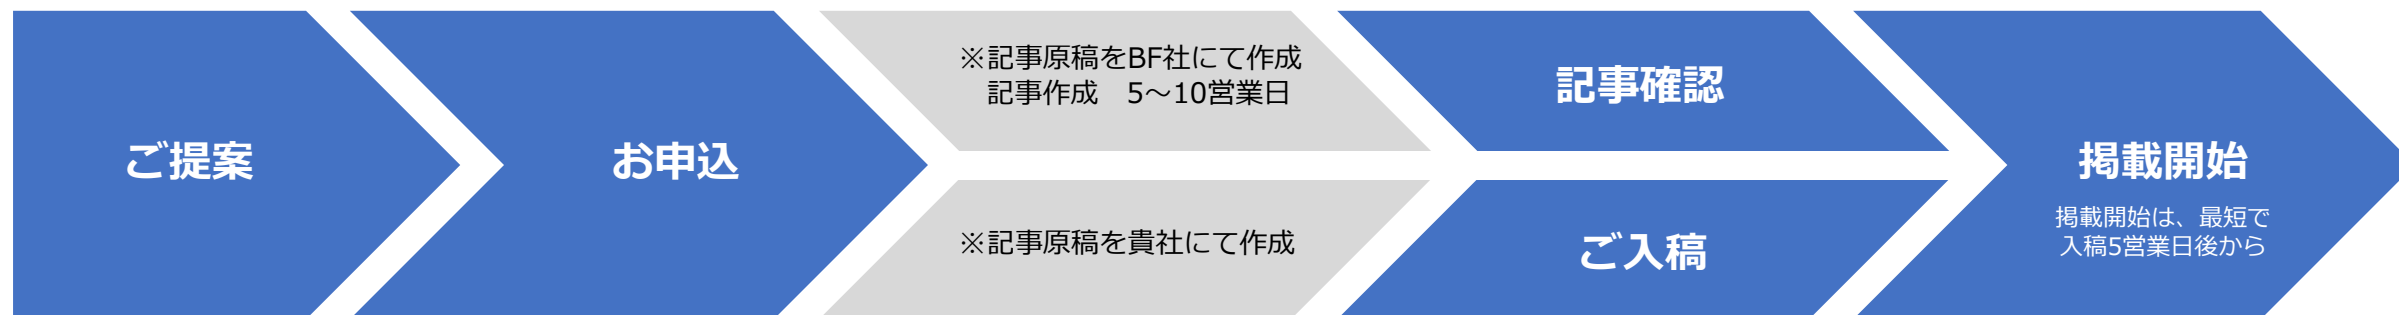 ご提案
お申込
※記事原稿をBF社にて作成
記事作成　5～10営業日
※記事原稿を貴社にて作成
記事確認
ご入稿
掲載開始
掲載開始は、最短で
入稿5営業日後から